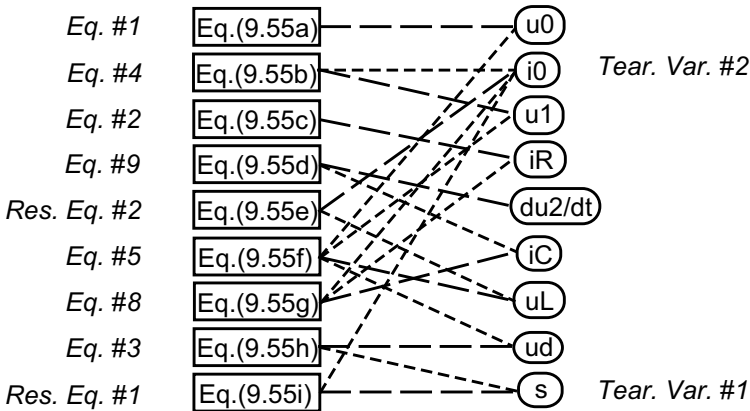 Eq. #1 Eq.(9.55a) u0
Eq. #4 Eq.(9.55b) i0 Tear. Var. #2
Eq. #2 Eq.(9.55c) u1
Eq. #9 Eq.(9.55d) iR
Res. Eq. #2 Eq.(9.55e) du2/dt
Eq. #5 Eq.(9.55f) iC
Eq. #8 Eq.(9.55g) uL
Eq. #3 Eq.(9.55h) ud
Res. Eq. #1 Eq.(9.55i) s Tear. Var. #1